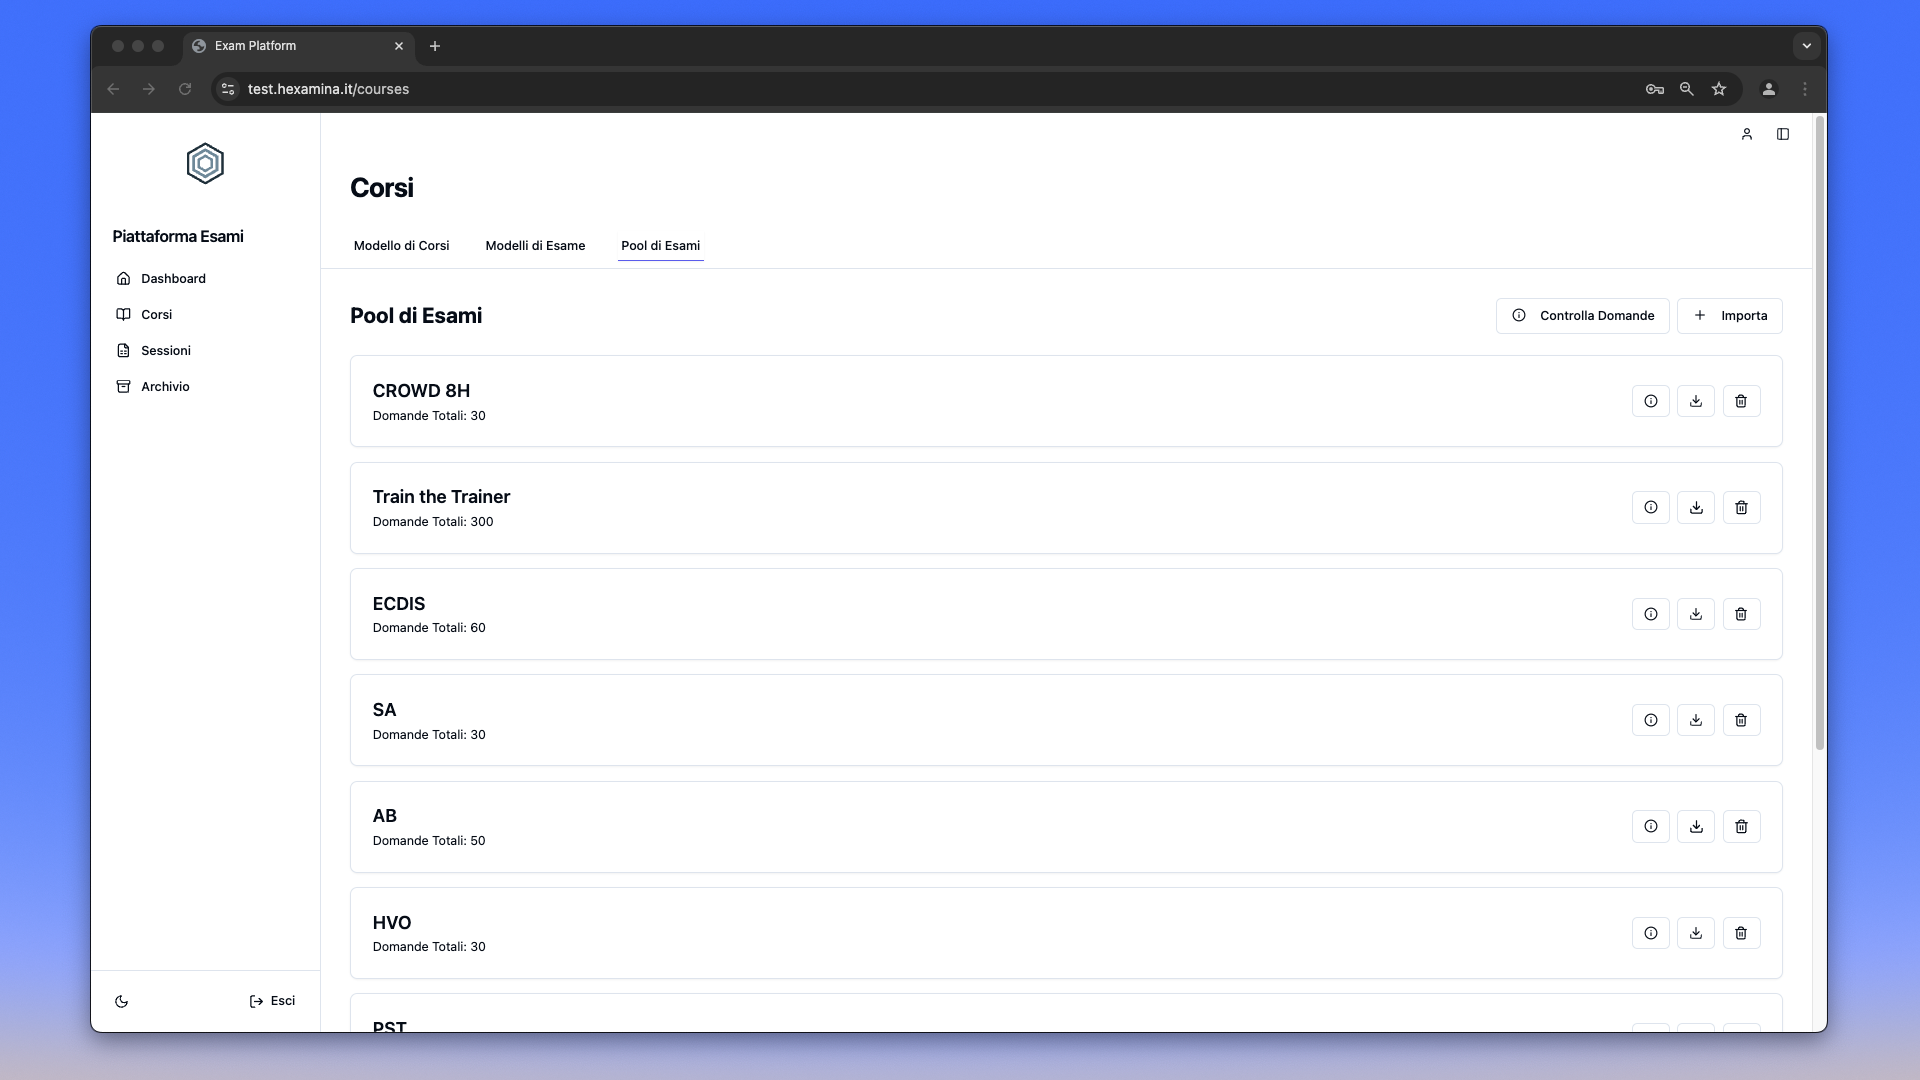 Exam Platform
test.hexamina.it/courses
Piattaforma Esami
Dashboard
Corsi
Sessioni
Archivio
Esci
Corsi
Modello di Corsi
Modelli di Esame
Pool di Esami
Pool di Esami
Controlla Domande
Importa
CROWD 8H
Domande Totali: 30
Train the Trainer
Domande Totali: 300
ECDIS
Domande Totali: 60
SA
Domande Totali: 30
AB
Domande Totali: 50
HVO
Domande Totali: 30
PST